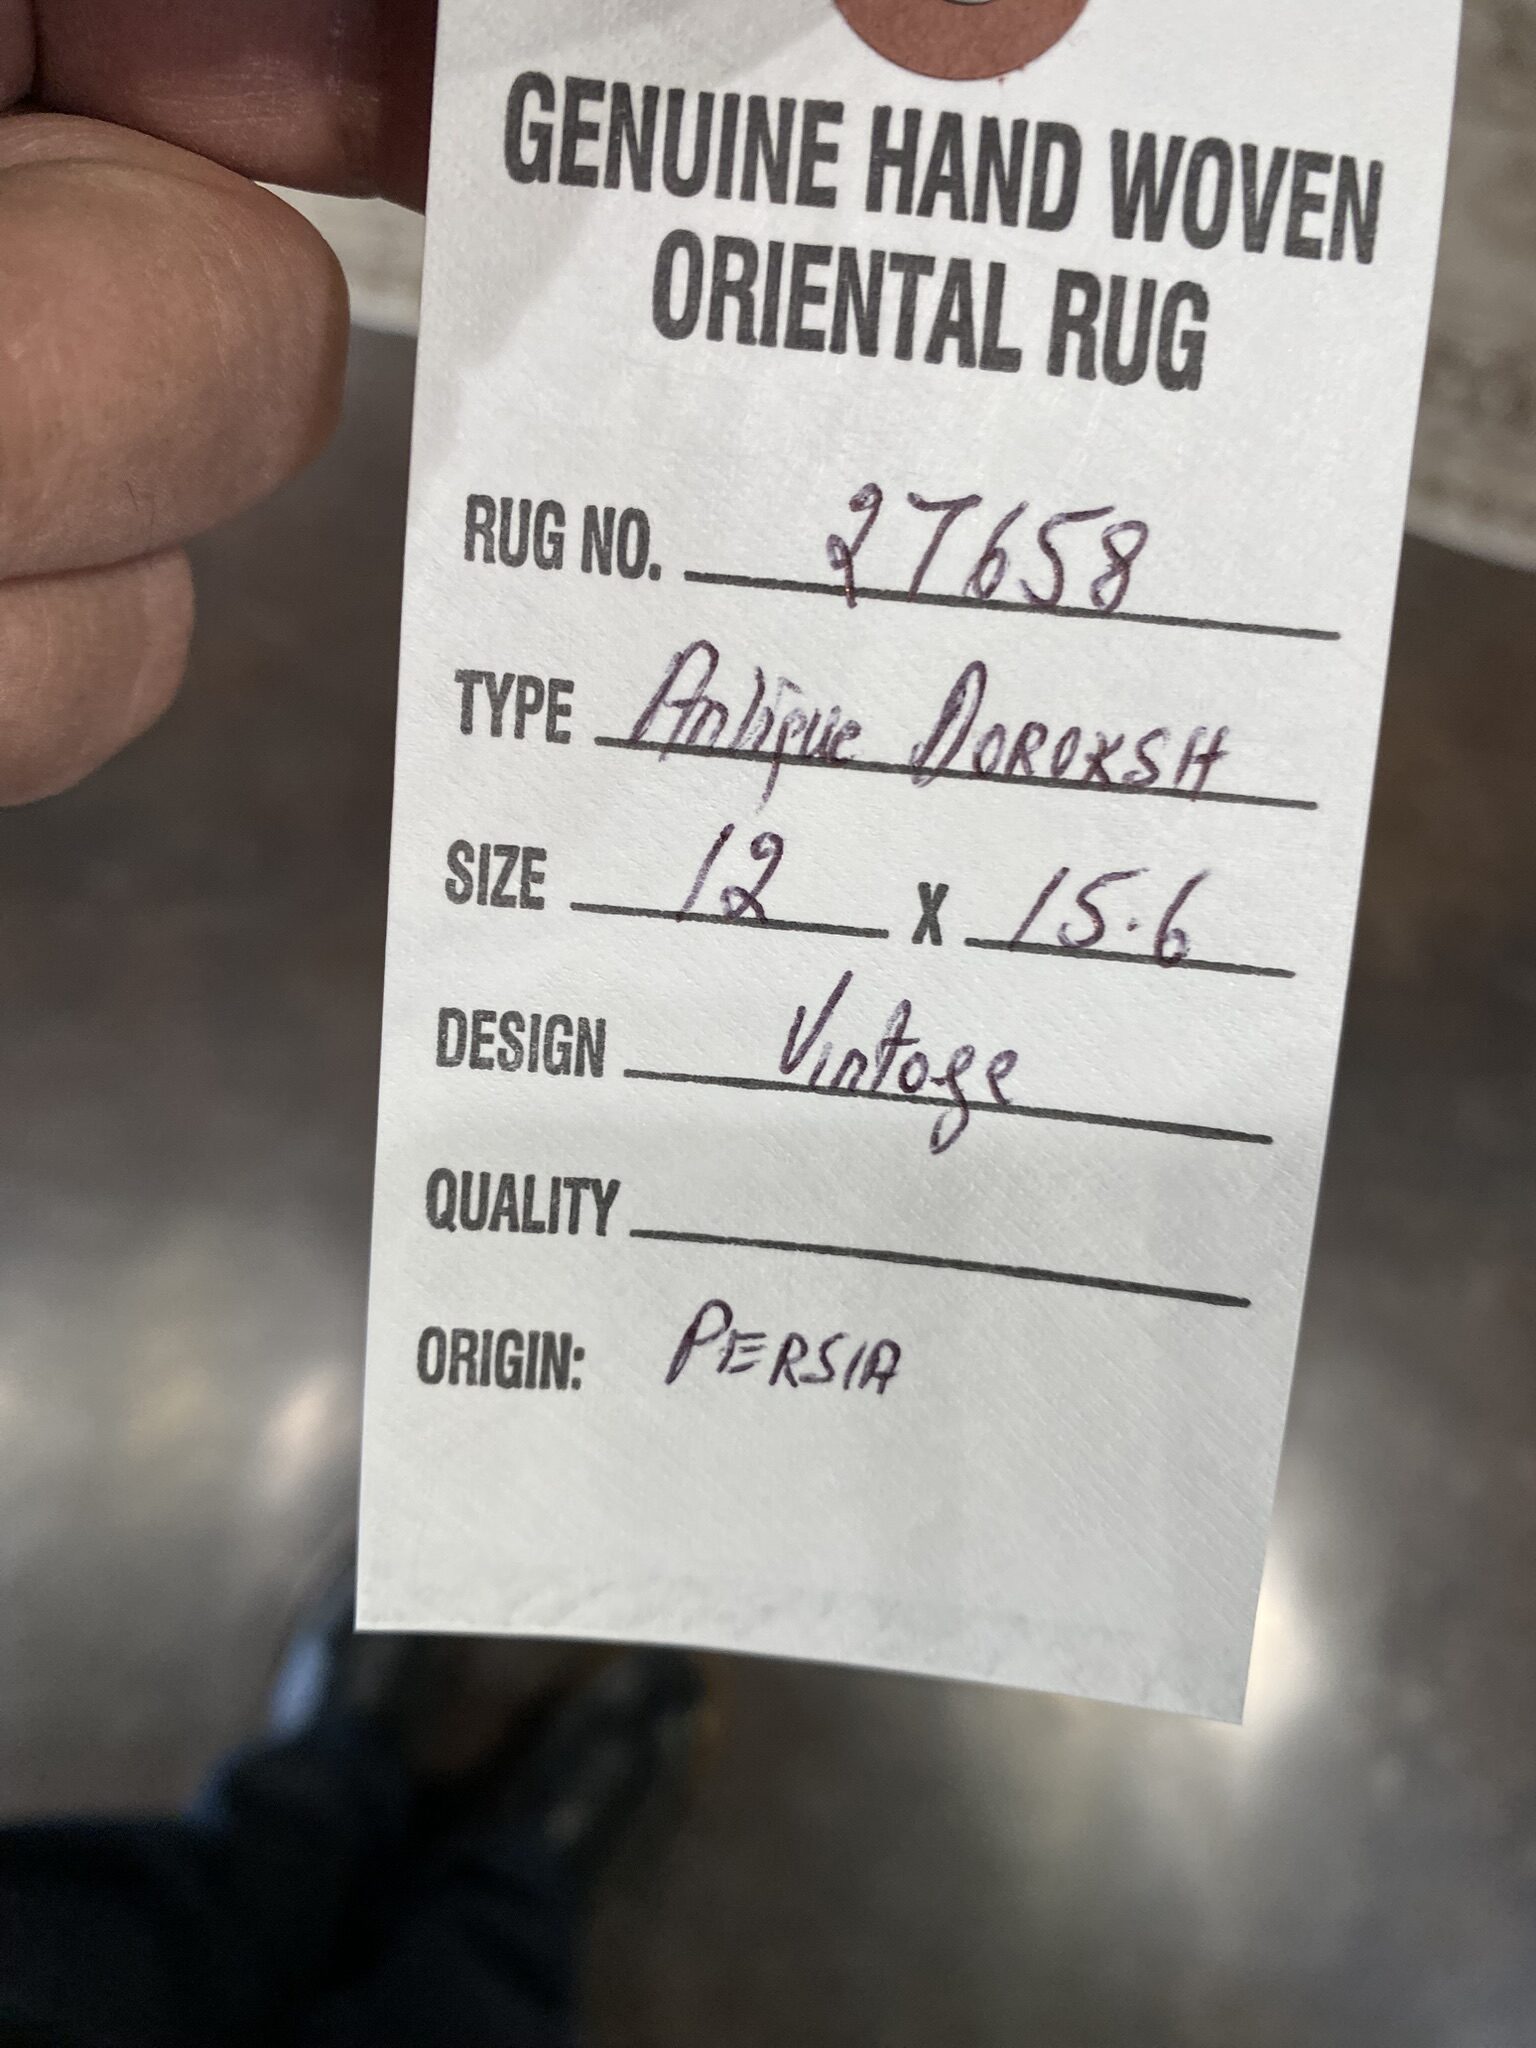 GENUINE HAND WOVEN
ORIENTAL RUG
RUG NO. 27658
TYPE Antique DOROKSH
SIZE 12 X 15.6
DESIGN Vintage
QUALITY
ORIGIN: PERSIA